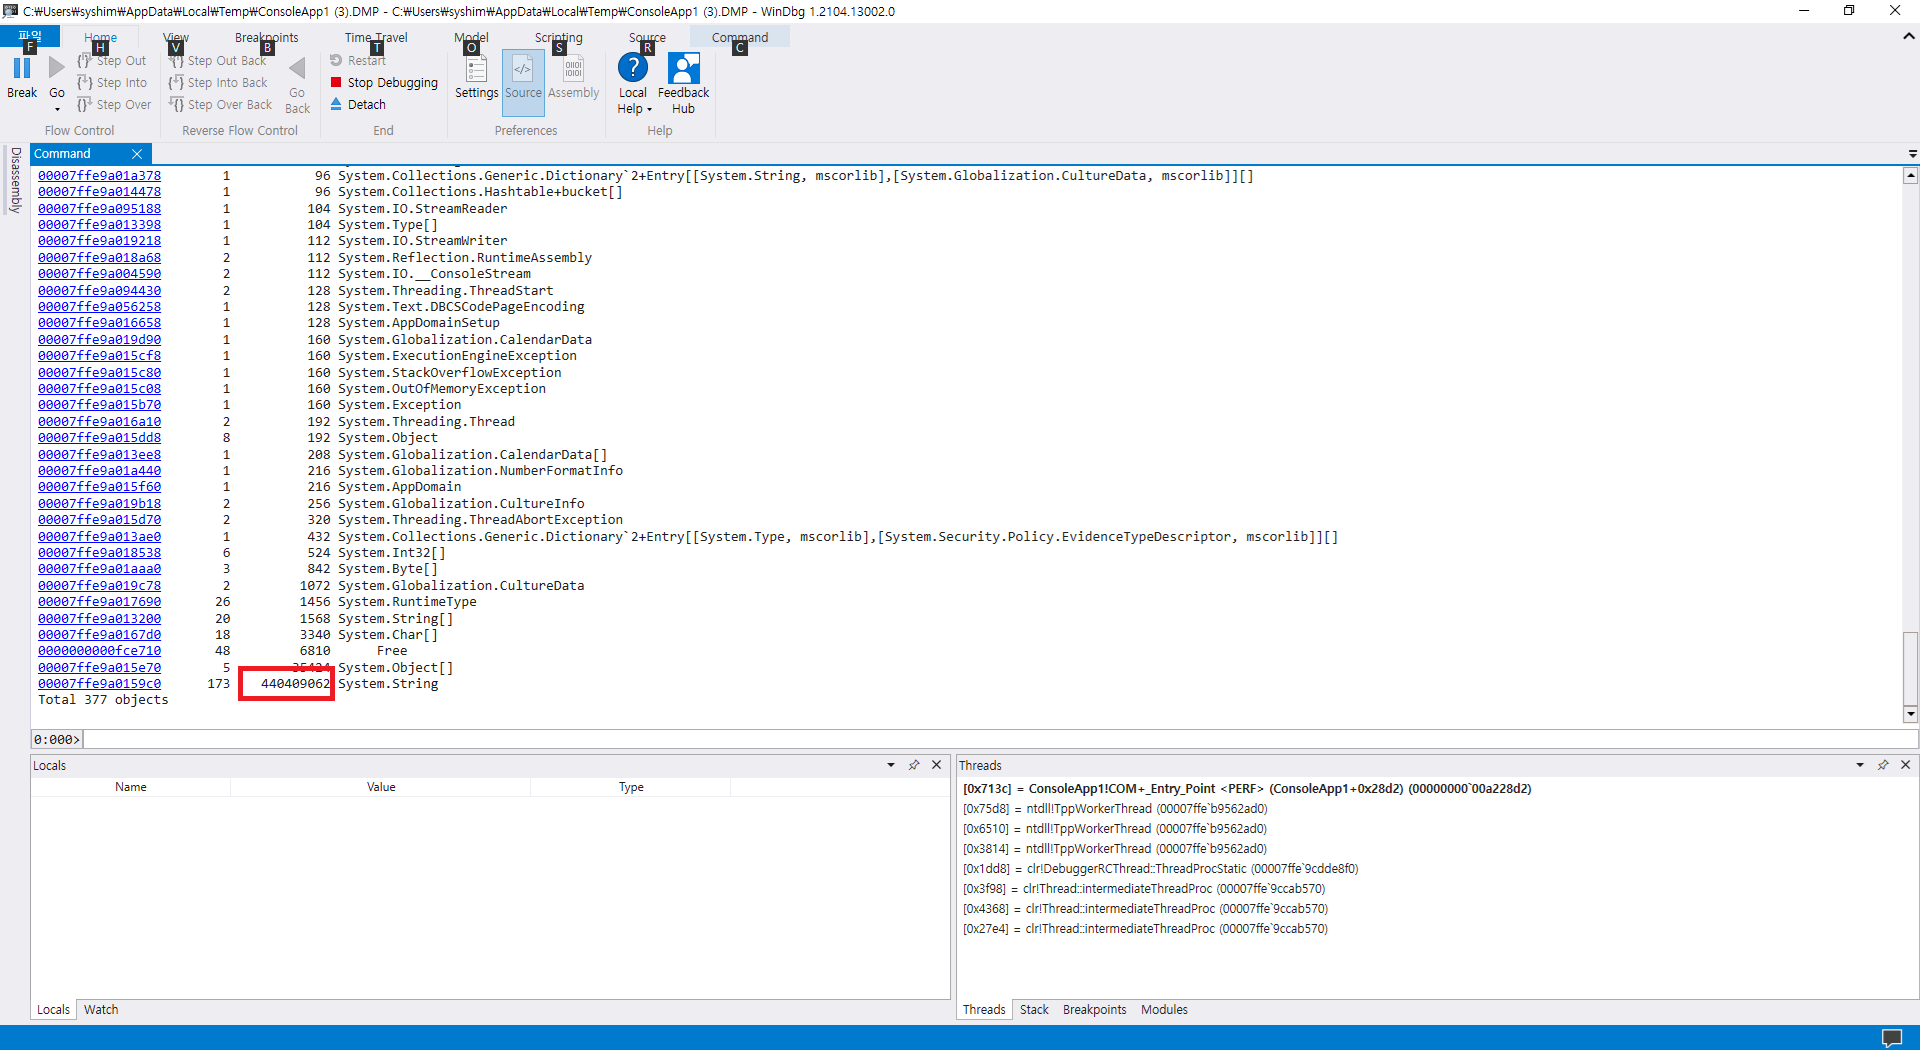 C:₩Users₩syshim₩AppData₩Local₩Temp₩ConsoleApp1 (3).DMP - C:₩Users₩syshim₩AppData₩Local₩Temp₩ConsoleApp1 (3).DMP - WinDbg 1.2104.13002.0
파일 Home View Breakpoints Time Travel Model Scripting Source Command
F H V B T O S R C
Step Out Step Out Back Restart
Step Into Step Into Back Stop Debugging
Step Over Step Over Back Detach
Break Go Go Back Settings Source Assembly Local Help Feedback Hub
Flow Control Reverse Flow Control End Preferences Help
Disassembly
Command
00007ffe9a01a378 1 96 System.Collections.Generic.Dictionary`2+Entry[[System.String, mscorlib],[System.Globalization.CultureData, mscorlib]][]
00007ffe9a014478 1 96 System.Collections.Hashtable+bucket[]
00007ffe9a095188 1 104 System.IO.StreamReader
00007ffe9a013398 1 104 System.Type[]
00007ffe9a019218 1 112 System.IO.StreamWriter
00007ffe9a018a68 2 112 System.Reflection.RuntimeAssembly
00007ffe9a004590 2 112 System.IO.__ConsoleStream
00007ffe9a094430 2 128 System.Threading.ThreadStart
00007ffe9a056258 1 128 System.Text.DBCSCodePageEncoding
00007ffe9a016658 1 128 System.AppDomainSetup
00007ffe9a019d90 1 160 System.Globalization.CalendarData
00007ffe9a015cf8 1 160 System.ExecutionEngineException
00007ffe9a015c80 1 160 System.StackOverflowException
00007ffe9a015c08 1 160 System.OutOfMemoryException
00007ffe9a015b70 1 160 System.Exception
00007ffe9a016a10 2 192 System.Threading.Thread
00007ffe9a015dd8 8 192 System.Object
00007ffe9a013ee8 1 208 System.Globalization.CalendarData[]
00007ffe9a01a440 1 216 System.Globalization.NumberFormatInfo
00007ffe9a015f60 1 216 System.AppDomain
00007ffe9a019b18 2 256 System.Globalization.CultureInfo
00007ffe9a015d70 2 320 System.Threading.ThreadAbortException
00007ffe9a013ae0 1 432 System.Collections.Generic.Dictionary`2+Entry[[System.Type, mscorlib],[System.Security.Policy.EvidenceTypeDescriptor, mscorlib]][]
00007ffe9a018538 6 524 System.Int32[]
00007ffe9a01aaa0 3 842 System.Byte[]
00007ffe9a019c78 2 1072 System.Globalization.CultureData
00007ffe9a017690 26 1456 System.RuntimeType
00007ffe9a013200 20 1568 System.String[]
00007ffe9a0167d0 18 3340 System.Char[]
0000000000fce710 48 6810 Free
00007ffe9a015e70 5 35424 System.Object[]
00007ffe9a0159c0 173 440409062 System.String
Total 377 objects
0:000>
Locals
Name Value Type
Locals Watch
Threads
[0x713c] = ConsoleApp1!COM+_Entry_Point <PERF> (ConsoleApp1+0x28d2) (00000000`00a228d2)
[0x75d8] = ntdll!TppWorkerThread (00007ffe`b9562ad0)
[0x6510] = ntdll!TppWorkerThread (00007ffe`b9562ad0)
[0x3814] = ntdll!TppWorkerThread (00007ffe`b9562ad0)
[0x1dd8] = clr!DebuggerRCThread::ThreadProcStatic (00007ffe`9cdde8f0)
[0x3f98] = clr!Thread::intermediateThreadProc (00007ffe`9ccab570)
[0x4368] = clr!Thread::intermediateThreadProc (00007ffe`9ccab570)
[0x27e4] = clr!Thread::intermediateThreadProc (00007ffe`9ccab570)
Threads Stack Breakpoints Modules